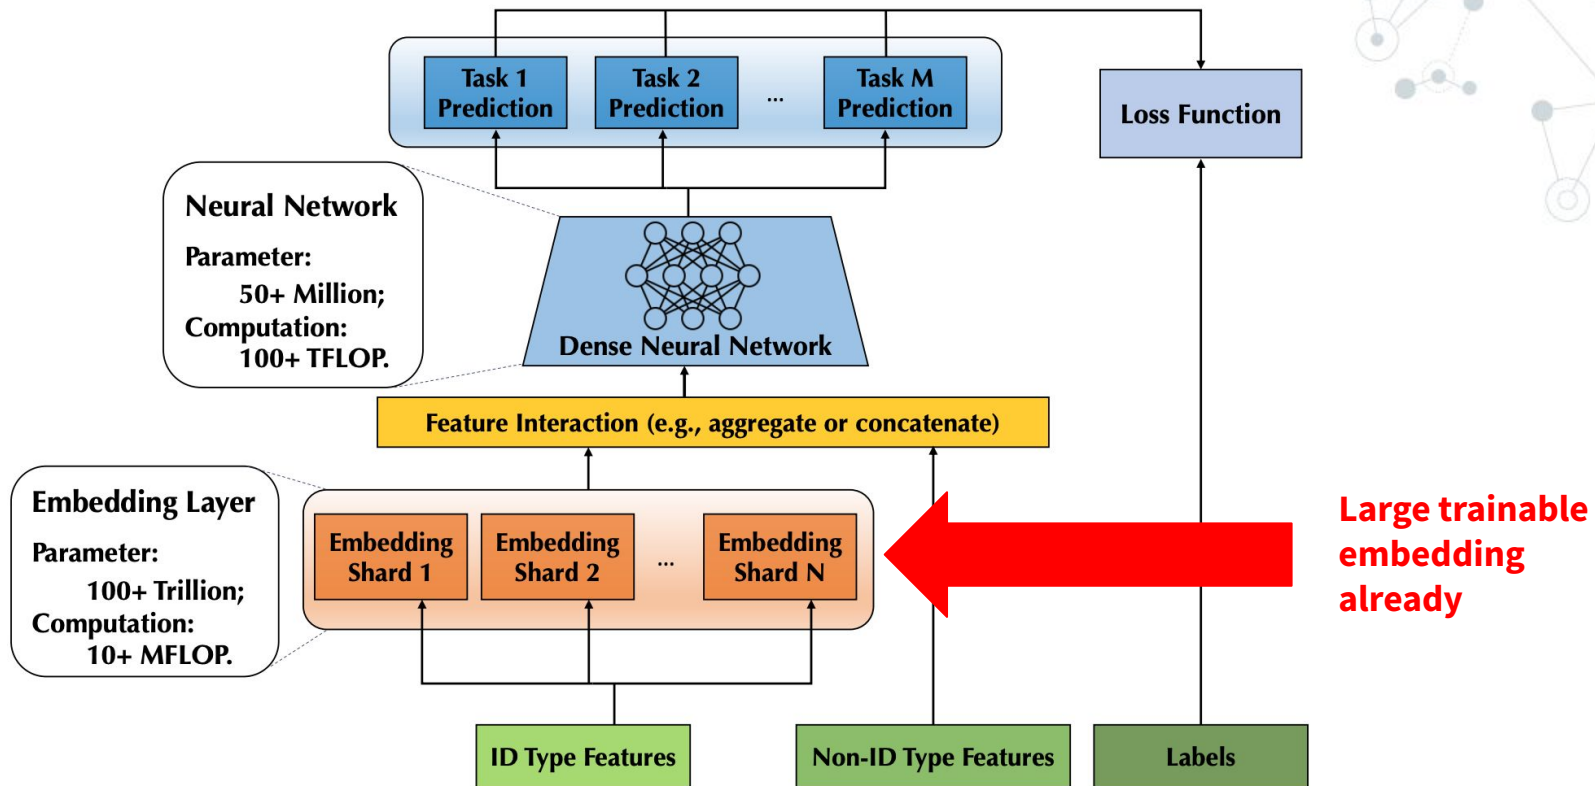 Task 1
Prediction
Task 2
Prediction
...
Task M
Prediction
Loss Function
Neural Network
Parameter:
50+ Million;
Computation:
100+ TFLOP.
Dense Neural Network
Feature Interaction (e.g., aggregate or concatenate)
Embedding Layer
Parameter:
100+ Trillion;
Computation:
10+ MFLOP.
Embedding
Shard 1
Embedding
Shard 2
...
Embedding
Shard N
Large trainable
embedding
already
ID Type Features
Non-ID Type Features
Labels